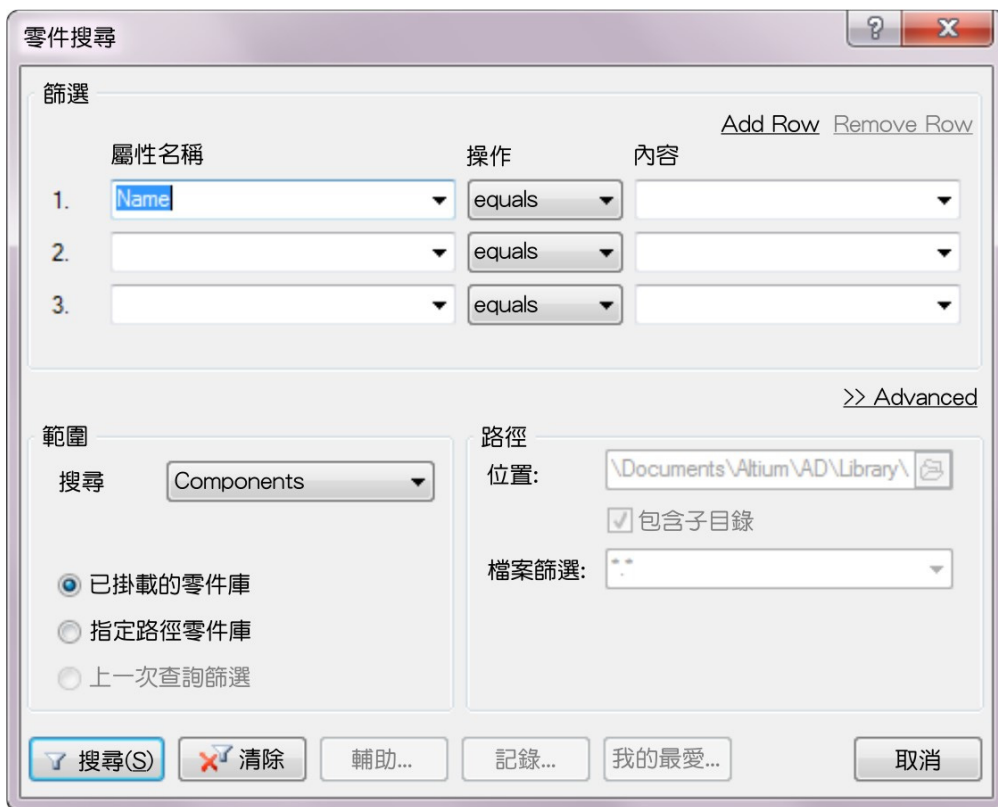 零件搜尋
篩選
Add Row Remove Row
屬性名稱 操作 內容
1. Name equals
2. equals
3. equals
>> Advanced
範圍
搜尋 Components
已掛載的零件庫
指定路徑零件庫
上一次查詢篩選
路徑
位置: \Documents\Altium\AD\Library\
包含子目錄
檔案篩選: *.*
搜尋(S) 清除 輔助... 記錄... 我的最愛... 取消